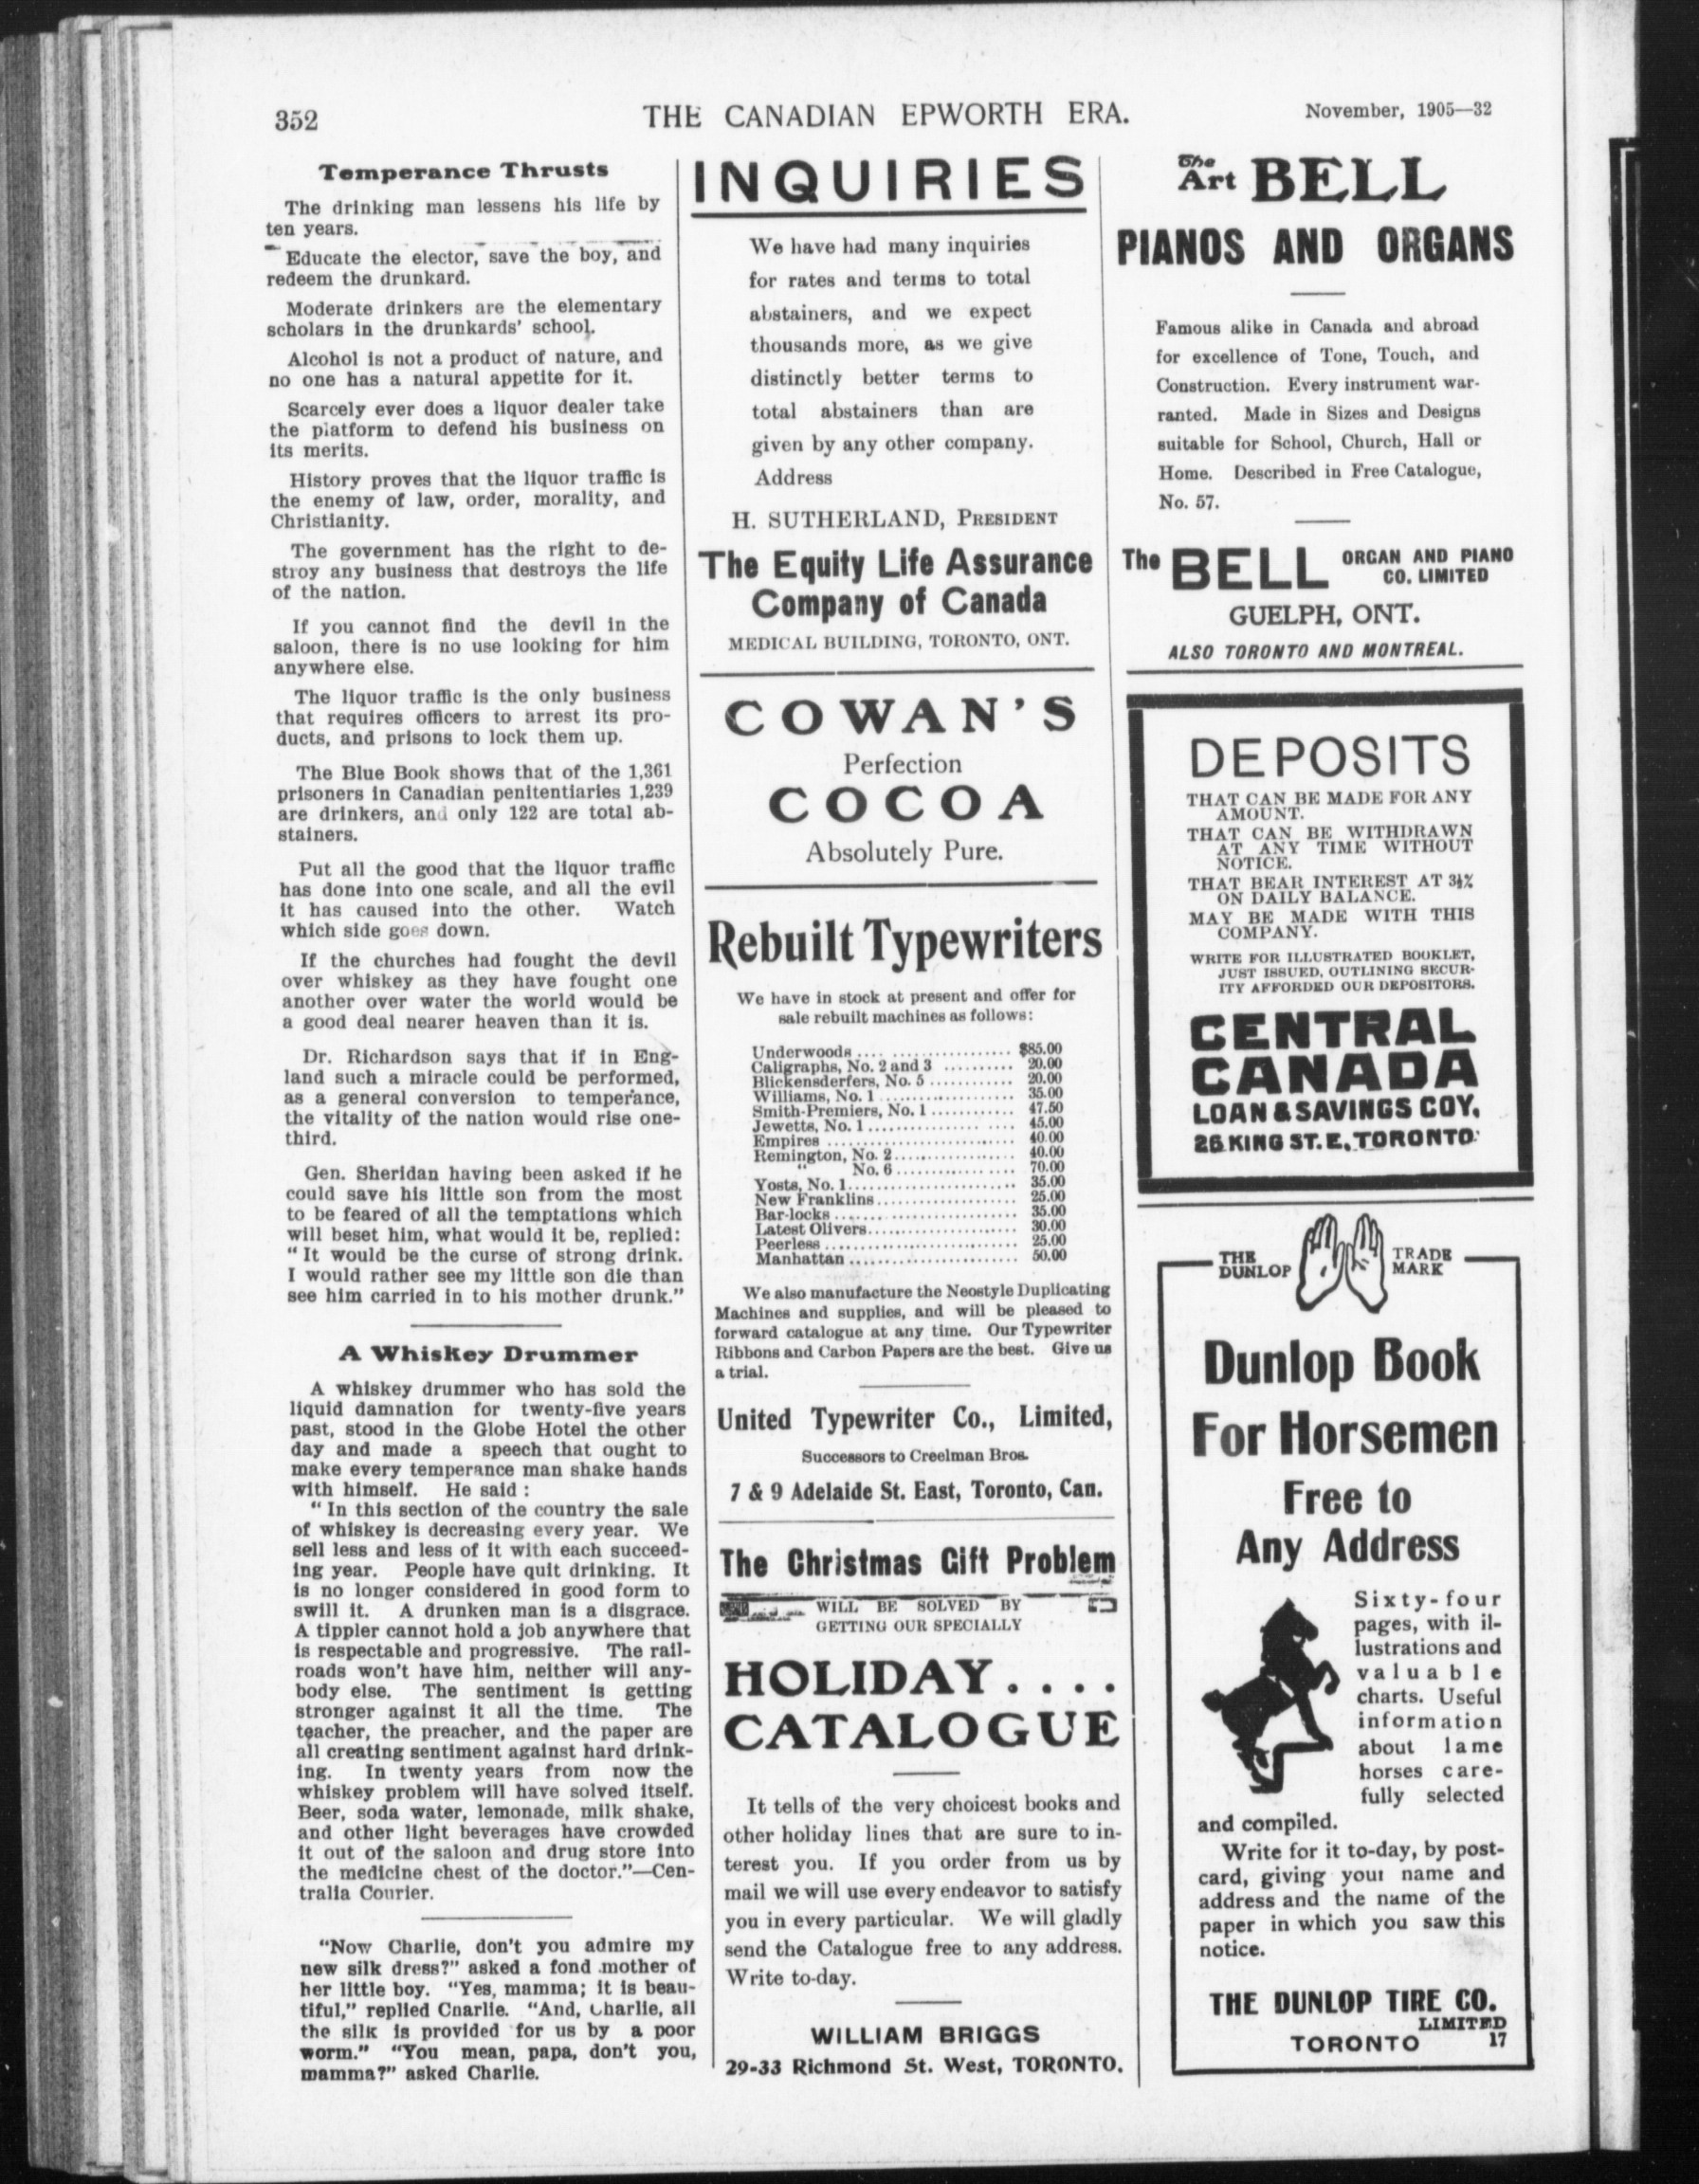 352
THE CANADIAN EPWORTH ERA.
November, 1905—32
Temperance Thrusts
The drinking man lessens his life by
ten years.
Educate the elector, save the boy, and
redeem the drunkard.
Moderate drinkers are the elementary
scholars in the drunkards' school.
Alcohol is not a product of nature, and
no one has a natural appetite for it.
Scarcely ever does a liquor dealer take
the platform to defend his business on
its merits.
History proves that the liquor traffic is
the enemy of law, order, morality, and
Christianity.
The government has the right to de-
stroy any business that destroys the life
of the nation.
If you cannot find the devil in the
saloon, there is no use looking for him
anywhere else.
The liquor traffic is the only business
that requires officers to arrest its pro-
ducts, and prisons to lock them up.
The Blue Book shows that of the 1,361
prisoners in Canadian penitentiaries 1,239
are drinkers, and only 122 are total ab-
stainers.
Put all the good that the liquor traffic
has done into one scale, and all the evil
it has caused into the other. Watch
which side goes down.
If the churches had fought the devil
over whiskey as they have fought one
another over water the world would be
a good deal nearer heaven than it is.
Dr. Richardson says that if in Eng-
land such a miracle could be performed,
as a general conversion to temperance,
the vitality of the nation would rise one-
third.
Gen. Sheridan having been asked if he
could save his little son from the most
to be feared of all the temptations which
will beset him, what would it be, replied:
" It would be the curse of strong drink.
I would rather see my little son die than
see him carried in to his mother drunk."
A Whiskey Drummer
A whiskey drummer who has sold the
liquid damnation for twenty-five years
past, stood in the Globe Hotel the other
day and made a speech that ought to
make every temperance man shake hands
with himself. He said :
" In this section of the country the sale
of whiskey is decreasing every year. We
sell less and less of it with each succeed-
ing year. People have quit drinking. It
is no longer considered in good form to
swill it. A drunken man is a disgrace.
A tippler cannot hold a job anywhere that
is respectable and progressive. The rail-
roads won't have him, neither will any-
body else. The sentiment is getting
stronger against it all the time. The
teacher, the preacher, and the paper are
all creating sentiment against hard drink-
ing. In twenty years from now the
whiskey problem will have solved itself.
Beer, soda water, lemonade, milk shake,
and other light beverages have crowded
it out of the saloon and drug store into
the medicine chest of the doctor."—Cen-
tralia Courier.
"Now Charlie, don't you admire my
new silk dress?" asked a fond mother of
her little boy. "Yes, mamma; it is beau-
tiful," replied Charlie. "And, Charlie, all
the silk is provided for us by a poor
worm." "You mean, papa, don't you,
mamma?" asked Charlie.
INQUIRIES
We have had many inquiries
for rates and terms to total
abstainers, and we expect
thousands more, as we give
distinctly better terms to
total abstainers than are
given by any other company.
Address
H. SUTHERLAND, PRESIDENT
The Equity Life Assurance
Company of Canada
MEDICAL BUILDING, TORONTO, ONT.
COWAN'S
Perfection
COCOA
Absolutely Pure.
Rebuilt Typewriters
We have in stock at present and offer for
sale rebuilt machines as follows:
Underwoods .... ................. $85.00
Caligraphs, No. 2 and 3 .......... 20.00
Blickensderfers, No. 5 ............ 20.00
Williams, No. 1 .................... 35.00
Smith-Premiers, No. 1 ............ 47.50
Jewetts, No. 1 ................ .... 45.00
Empires ............................ 40.00
Remington, No. 2.................. 40.00
" No. 6 .................. 70.00
Yosts, No. 1........................ 35.00
New Franklins..................... 25.00
Bar-locks ........................... 35.00
Latest Olivers...................... 30.00
Peerless ............................ 25.00
Manhattan ......................... 50.00
We also manufacture the Neostyle Duplicating
Machines and supplies, and will be pleased to
forward catalogue at any time. Our Typewriter
Ribbons and Carbon Papers are the best. Give us
a trial.
United Typewriter Co., Limited,
Successors to Creelman Bros.
7 & 9 Adelaide St. East, Toronto, Can.
The Christmas Gift Problem
WILL BE SOLVED BY
GETTING OUR SPECIALLY
HOLIDAY....
CATALOGUE
It tells of the very choicest books and
other holiday lines that are sure to in-
terest you. If you order from us by
mail we will use every endeavor to satisfy
you in every particular. We will gladly
send the Catalogue free to any address.
Write to-day.
WILLIAM BRIGGS
29-33 Richmond St. West, TORONTO.
The Art BELL
PIANOS AND ORGANS
Famous alike in Canada and abroad
for excellence of Tone, Touch, and
Construction. Every instrument war-
ranted. Made in Sizes and Designs
suitable for School, Church, Hall or
Home. Described in Free Catalogue,
No. 57.
The BELL ORGAN AND PIANO
CO. LIMITED
GUELPH, ONT.
ALSO TORONTO AND MONTREAL.
DEPOSITS
THAT CAN BE MADE FOR ANY
AMOUNT.
THAT CAN BE WITHDRAWN
AT ANY TIME WITHOUT
NOTICE.
THAT BEAR INTEREST AT 3½%
ON DAILY BALANCE.
MAY BE MADE WITH THIS
COMPANY.
WRITE FOR ILLUSTRATED BOOKLET,
JUST ISSUED, OUTLINING SECUR-
ITY AFFORDED OUR DEPOSITORS.
CENTRAL
CANADA
LOAN & SAVINGS COY,
26 KING ST. E. TORONTO.
THE DUNLOP
TRADE MARK
Dunlop Book
For Horsemen
Free to
Any Address
Sixty-four
pages, with il-
lustrations and
valuable
charts. Useful
information
about lame
horses care-
fully selected
and compiled.
Write for it to-day, by post-
card, giving your name and
address and the name of the
paper in which you saw this
notice.
THE DUNLOP TIRE CO.
LIMITED
TORONTO 17